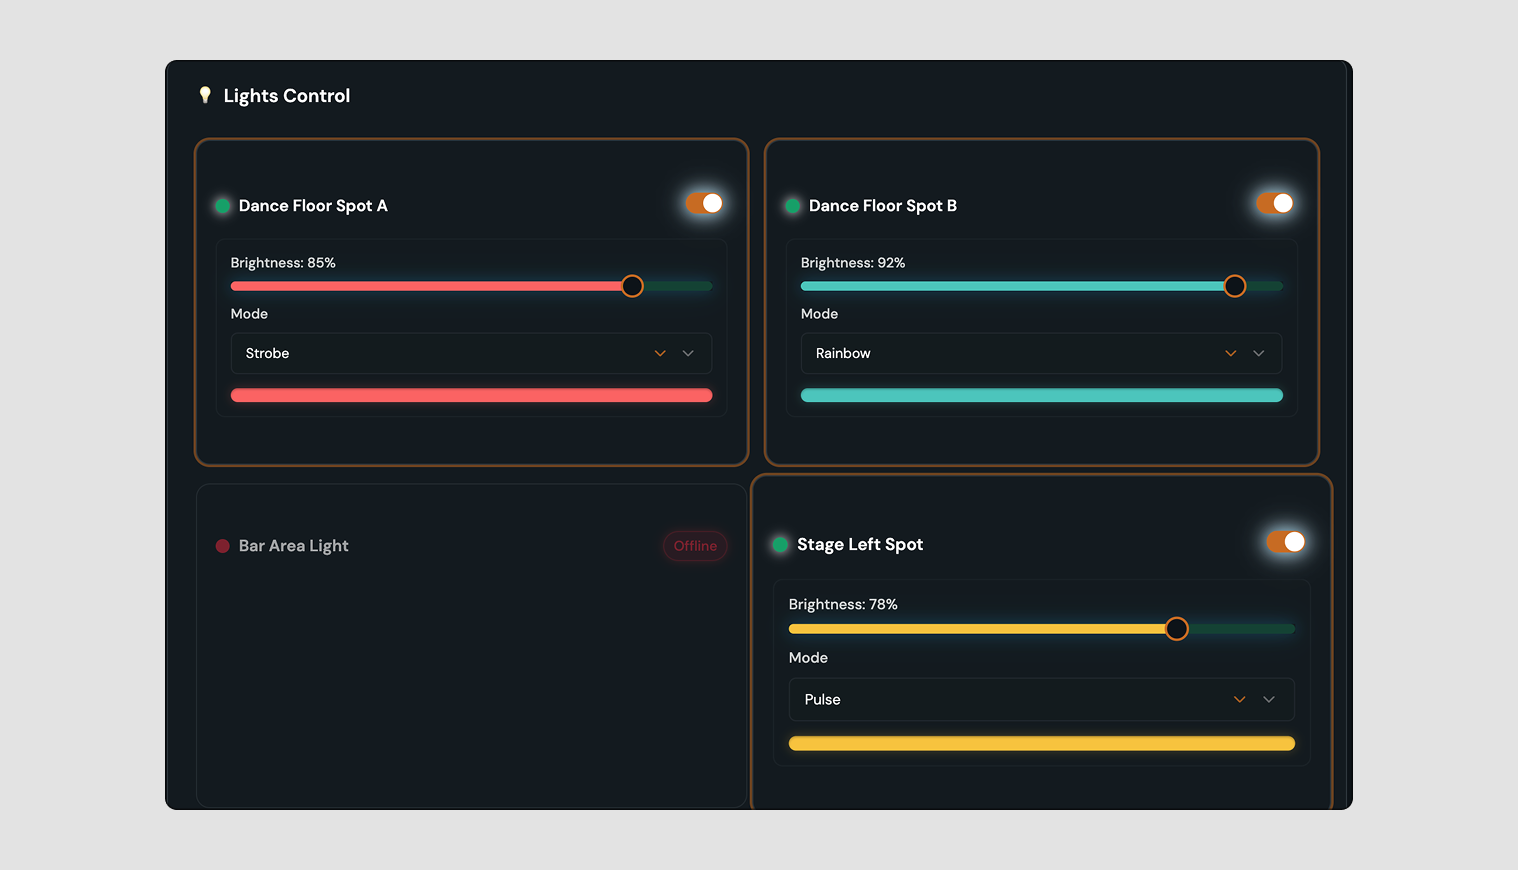 Lights Control
Dance Floor Spot A
Brightness: 85%
Mode
Strobe
Dance Floor Spot B
Brightness: 92%
Mode
Rainbow
Bar Area Light
Offline
Stage Left Spot
Brightness: 78%
Mode
Pulse